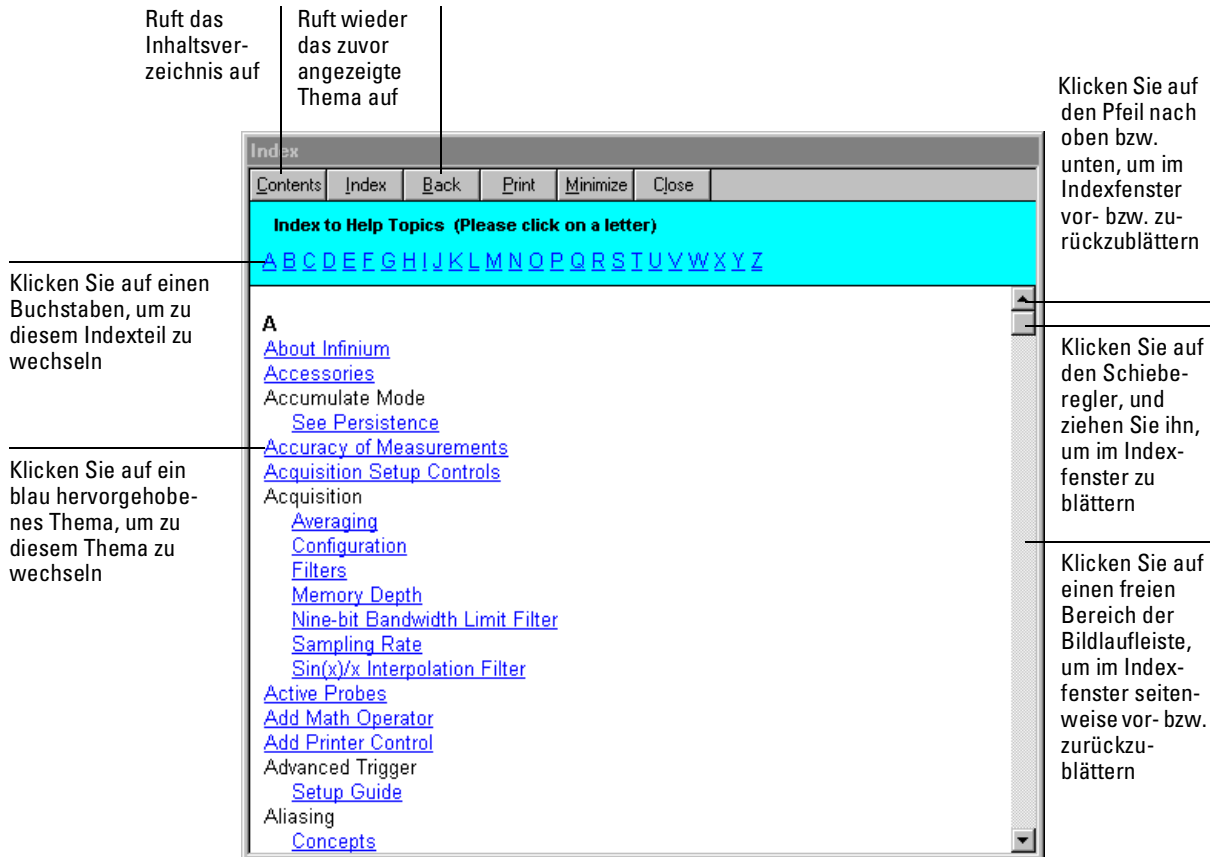 Ruft das
Inhaltsver-
zeichnis auf
Ruft wieder
das zuvor
angezeigte
Thema auf
Klicken Sie auf
den Pfeil nach
oben bzw.
unten, um im
Indexfenster
vor- bzw. zu-
rückzublättern
Index
Contents Index Back Print Minimize Close
Index to Help Topics (Please click on a letter)
A B C D E F G H I J K L M N O P Q R S T U V W X Y Z
Klicken Sie auf einen
Buchstaben, um zu
diesem Indexteil zu
wechseln
Klicken Sie auf ein
blau hervorgehobe-
nes Thema, um zu
diesem Thema zu
wechseln
A
About Infinium
Accessories
Accumulate Mode
See Persistence
Accuracy of Measurements
Acquisition Setup Controls
Acquisition
Averaging
Configuration
Filters
Memory Depth
Nine-bit Bandwidth Limit Filter
Sampling Rate
Sin(x)/x Interpolation Filter
Active Probes
Add Math Operator
Add Printer Control
Advanced Trigger
Setup Guide
Aliasing
Concepts
Klicken Sie auf
den Schiebe-
regler, und
ziehen Sie ihn,
um im Index-
fenster zu
blättern
Klicken Sie auf
einen freien
Bereich der
Bildlaufleiste,
um im Index-
fenster seiten-
weise vor- bzw.
zurückzu-
blättern